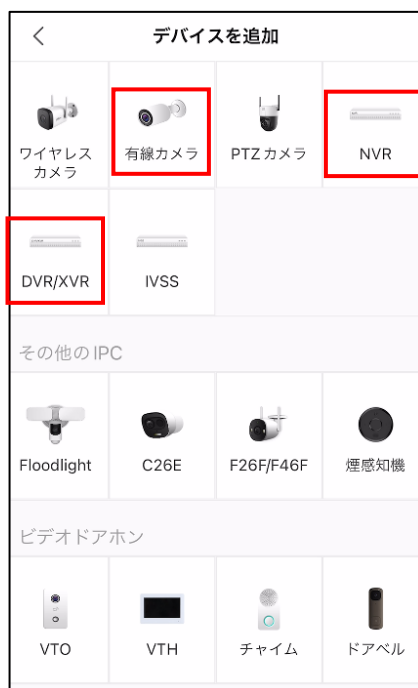 デバイスを追加
ワイヤレス
カメラ
有線カメラ
PTZ カメラ
NVR
DVR/XVR
IVSS
その他の IPC
Floodlight
C26E
F26F/F46F
煙感知機
ビデオドアホン
VTO
VTH
チャイム
ドアベル